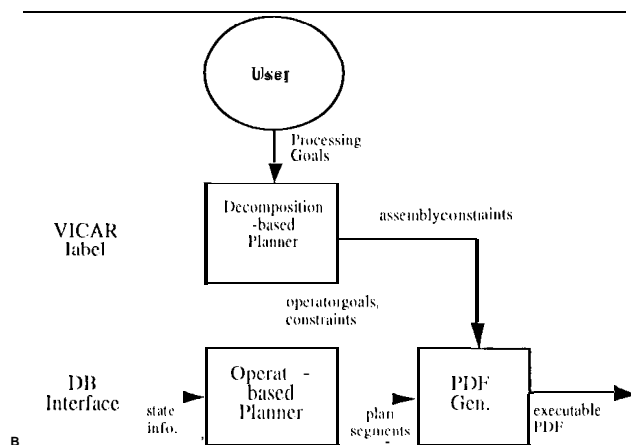 User
Processing
Goals
Decomposition
-based
Planner
assemblyconstraints
VICAR
label
operatorgoals,
constraints
DB
Interface
state
info.
Operat -
based
Planner
plan
segments
PDF
Gen.
executable
PDF
B